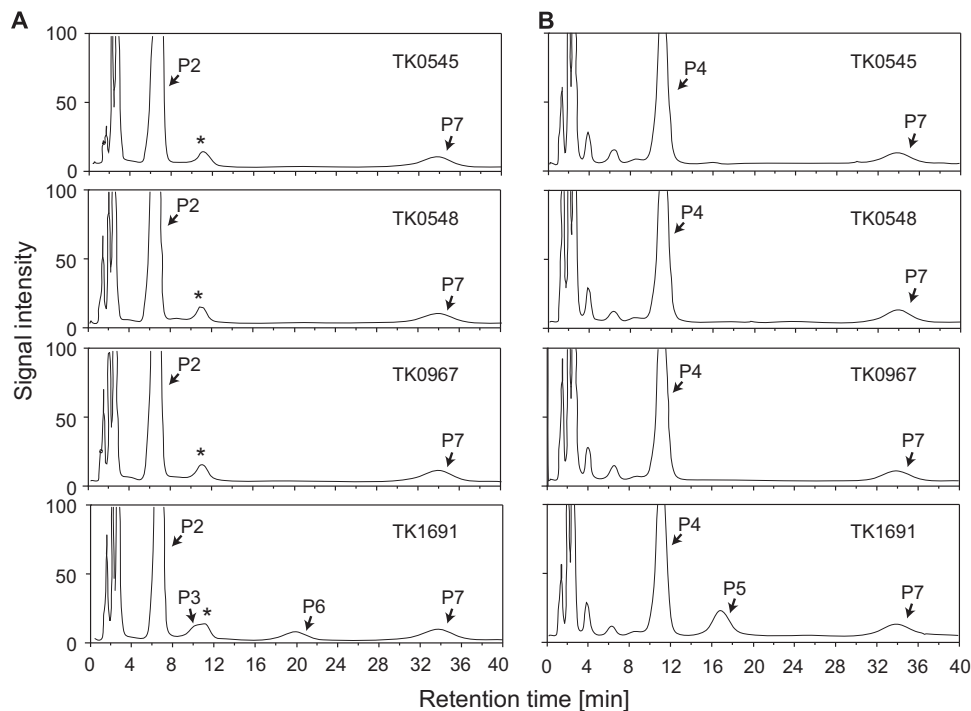 A
B
Signal intensity
100
50
0
P2
*
P7
TK0545
P4
P7
TK0545
100
50
0
P2
*
P7
TK0548
P4
P7
TK0548
100
50
0
P2
*
P7
TK0967
P4
P7
TK0967
100
50
0
P2
P3
*
P6
P7
TK1691
P4
P5
P7
TK1691
0 4 8 12 16 20 24 28 32 36 40
0 4 8 12 16 20 24 28 32 36 40
Retention time [min]